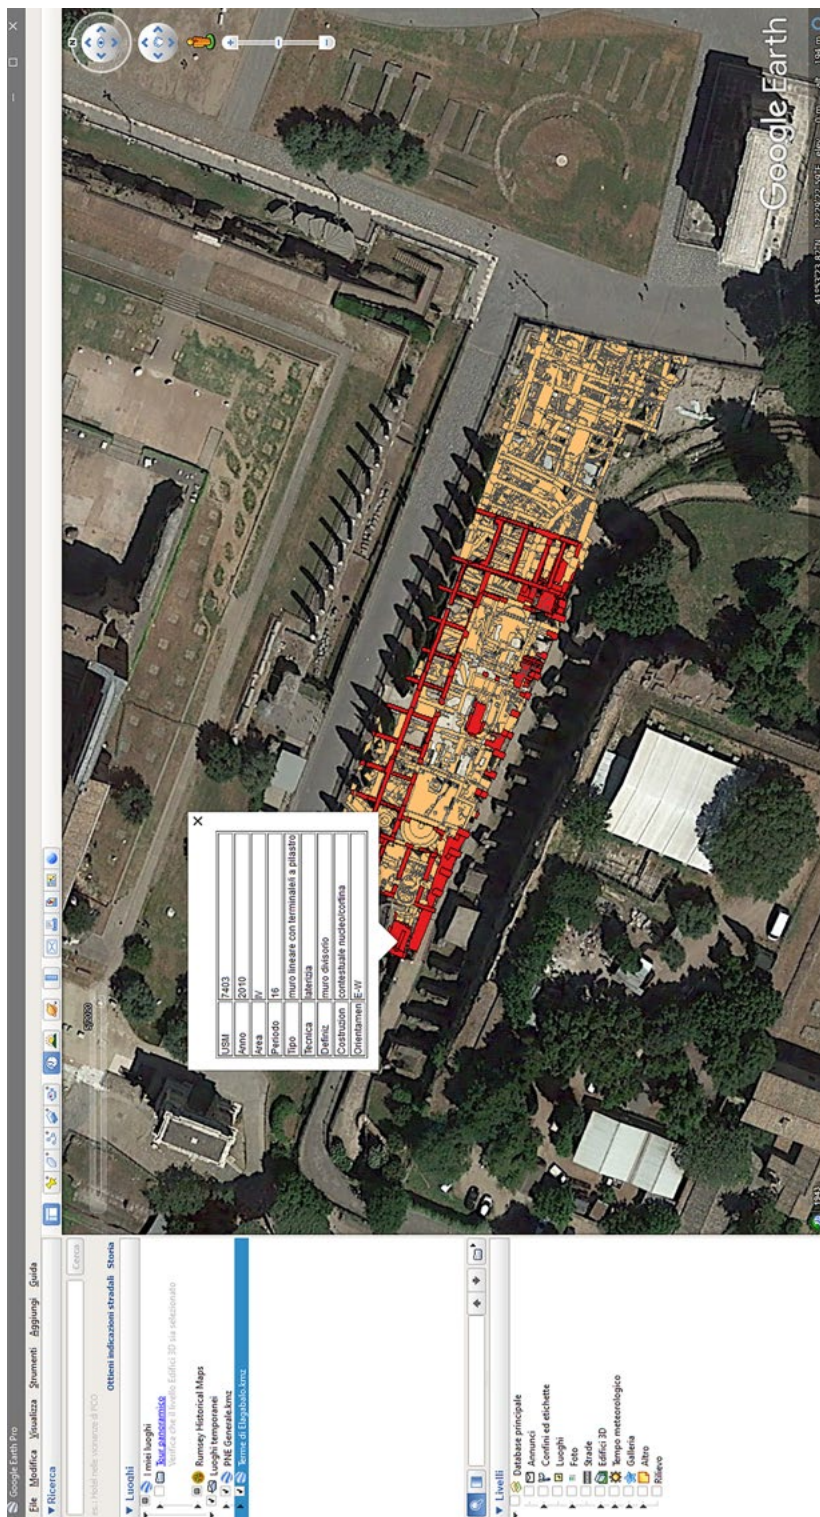 Google Earth Pro
File Modifica Visualizza Strumenti Aggiungi Guida
Ricerca
Cerca
Ottieni indicazioni stradali Storia
Luoghi
I miei luoghi
Tour panoramico
Verifica che il livello Edifici 3D sia selezionato
Rumsey Historical Maps
Luoghi temporanei
PNE Generale.kmz
Terme di Elagabalo.kmz
Livelli
Database principale
Annunci
Confini ed etichette
Luoghi
Foto
Strade
Edifici 3D
Tempo meteorologico
Galleria
Altro
Rilievo
5/2020
USM 7403
Anno 2010
Area IV
Periodo 16
Tipo muro lineare con terminale/i a pilastro
Tecnica laterizia
Definiz muro divisorio
Costruzion contestuale nucleo/cortina
Orientamen E-W
N
Google Earth